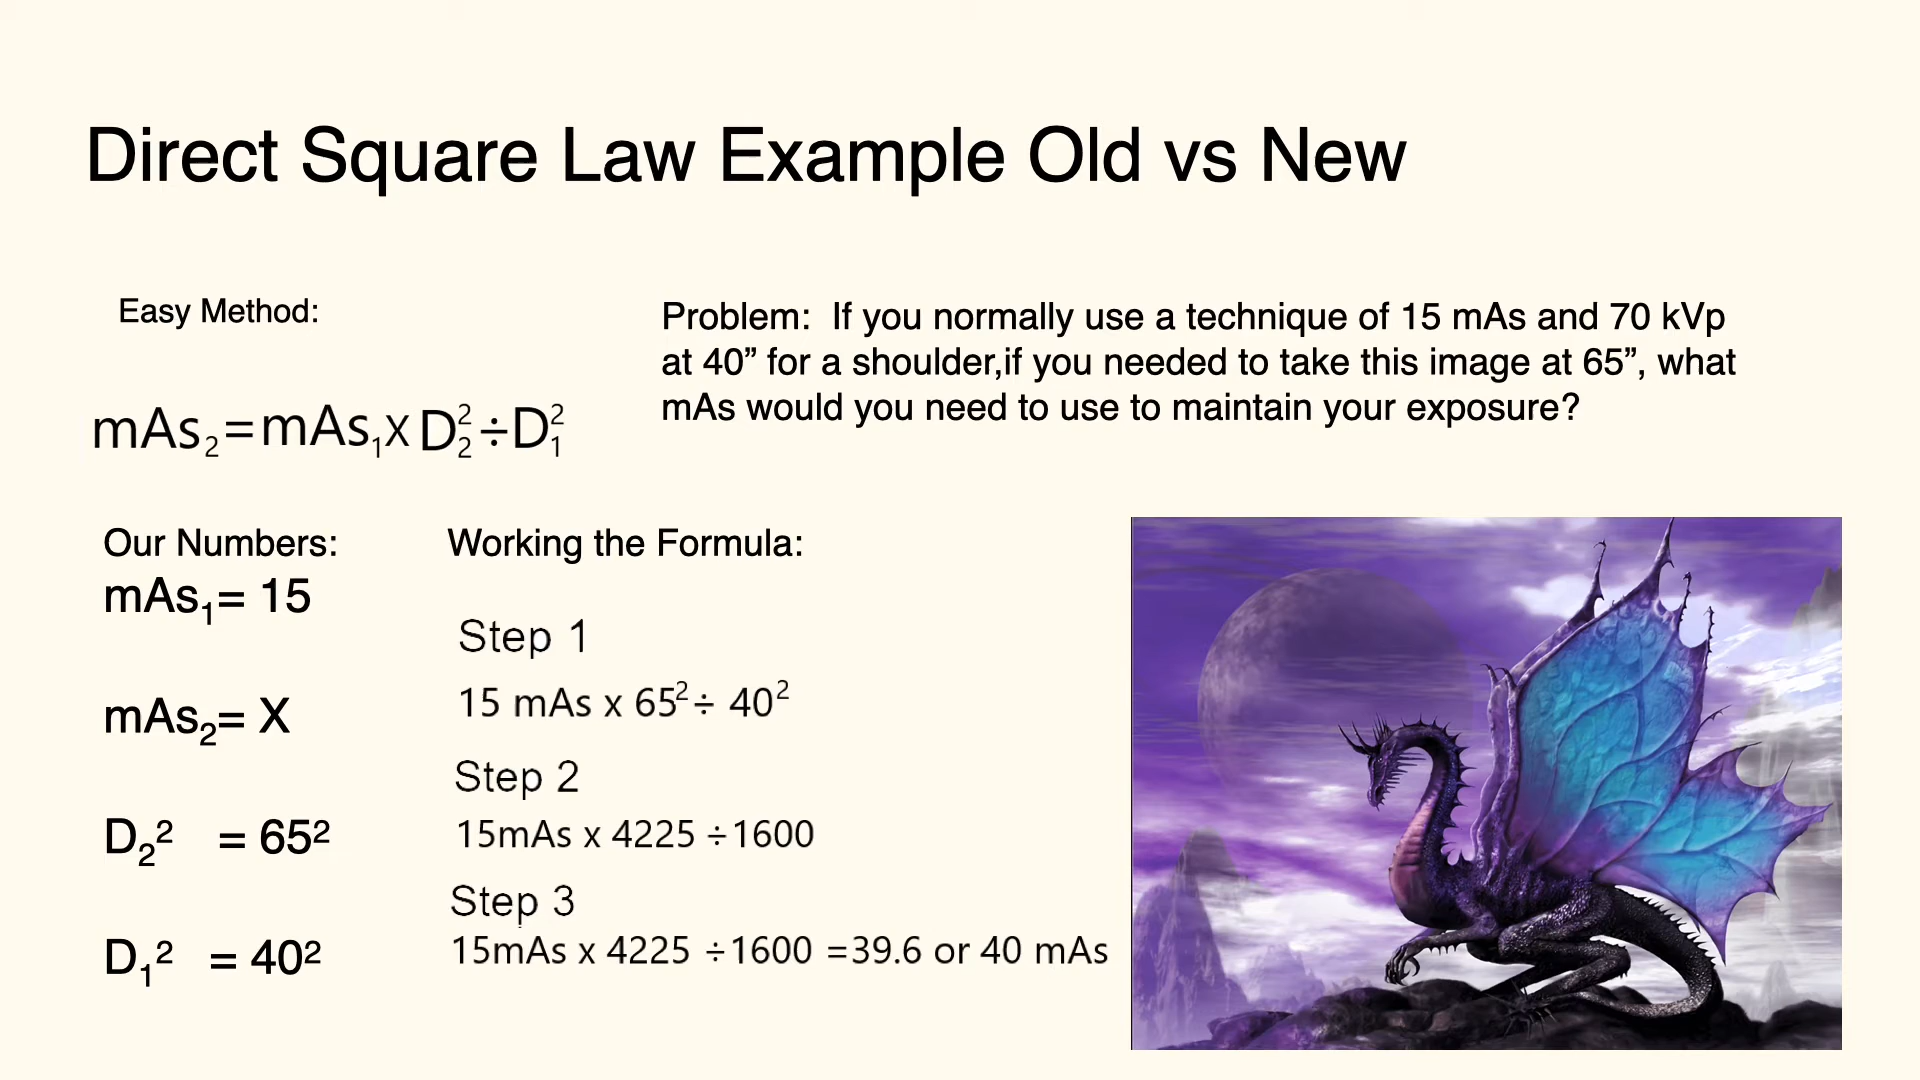 Direct Square Law Example Old vs New
Easy Method:
mAs₂=mAs₁x D₂²÷D₁²
Problem:  If you normally use a technique of 15 mAs and 70 kVp
at 40” for a shoulder,if you needed to take this image at 65”, what
mAs would you need to use to maintain your exposure?
Our Numbers:
mAs₁= 15
mAs₂= X
D₂² = 65²
D₁² = 40²
Working the Formula:
Step 1
15 mAs x 65²÷ 40²
Step 2
15mAs x 4225 ÷1600
Step 3
15mAs x 4225 ÷1600 =39.6 or 40 mAs